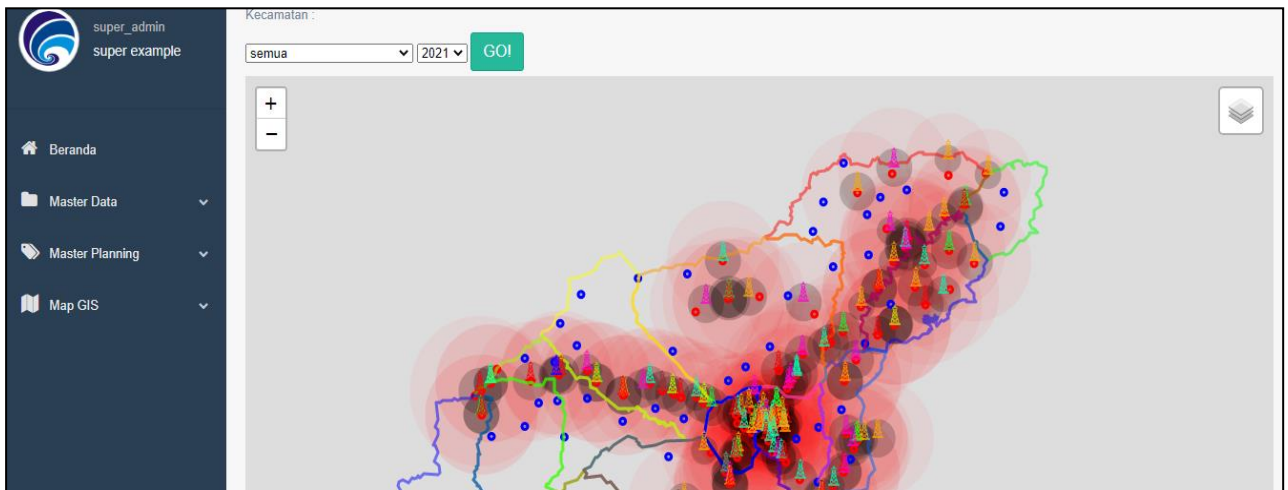 super_admin
super example
Beranda
Master Data
Master Planning
Map GIS
Kecamatan :
semua 2021 GO!
+
−